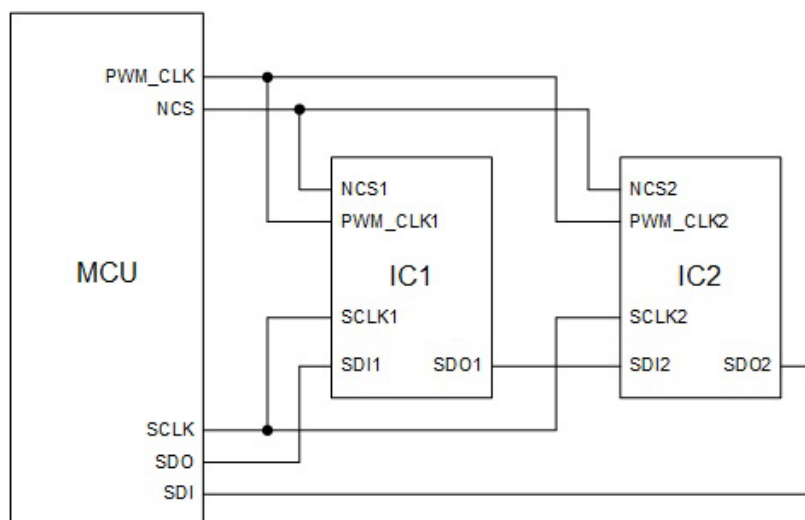 PWM_CLK
NCS
NCS1
NCS2
PWM_CLK1
PWM_CLK2
MCU
IC1
IC2
SCLK1
SCLK2
SDI1
SDO1
SDI2
SDO2
SCLK
SDO
SDI